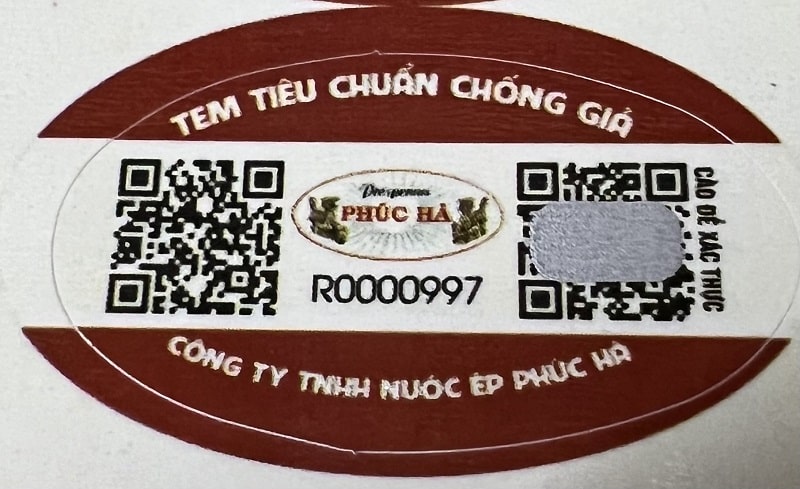 TEM TIÊU CHUẨN CHỐNG GIẢ
PHÚC HÀ
R0000997
CÀO ĐỂ XÁC THỰC
CÔNG TY TNHH NƯỚC ÉP PHÚC HÀ